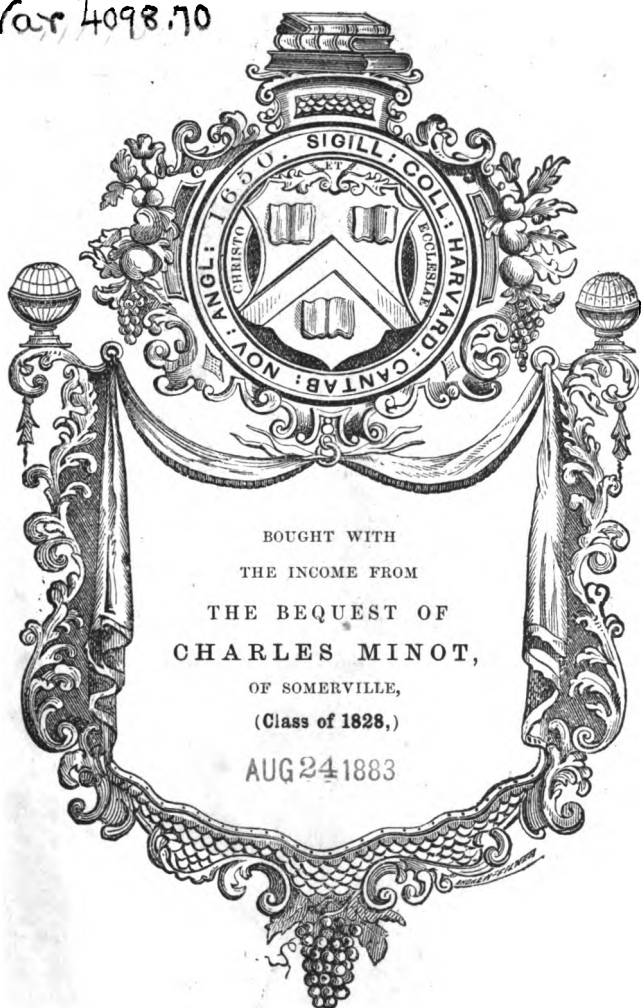 War 4098.70
SIGILL: COLL: HARVARD: CANTAB: NOV: ANGL: 1650.
CHRISTO
ET
ECCLESIAE
BOUGHT WITH
THE INCOME FROM
THE BEQUEST OF
CHARLES MINOT,
OF SOMERVILLE,
(Class of 1828,)
AUG 24 1883